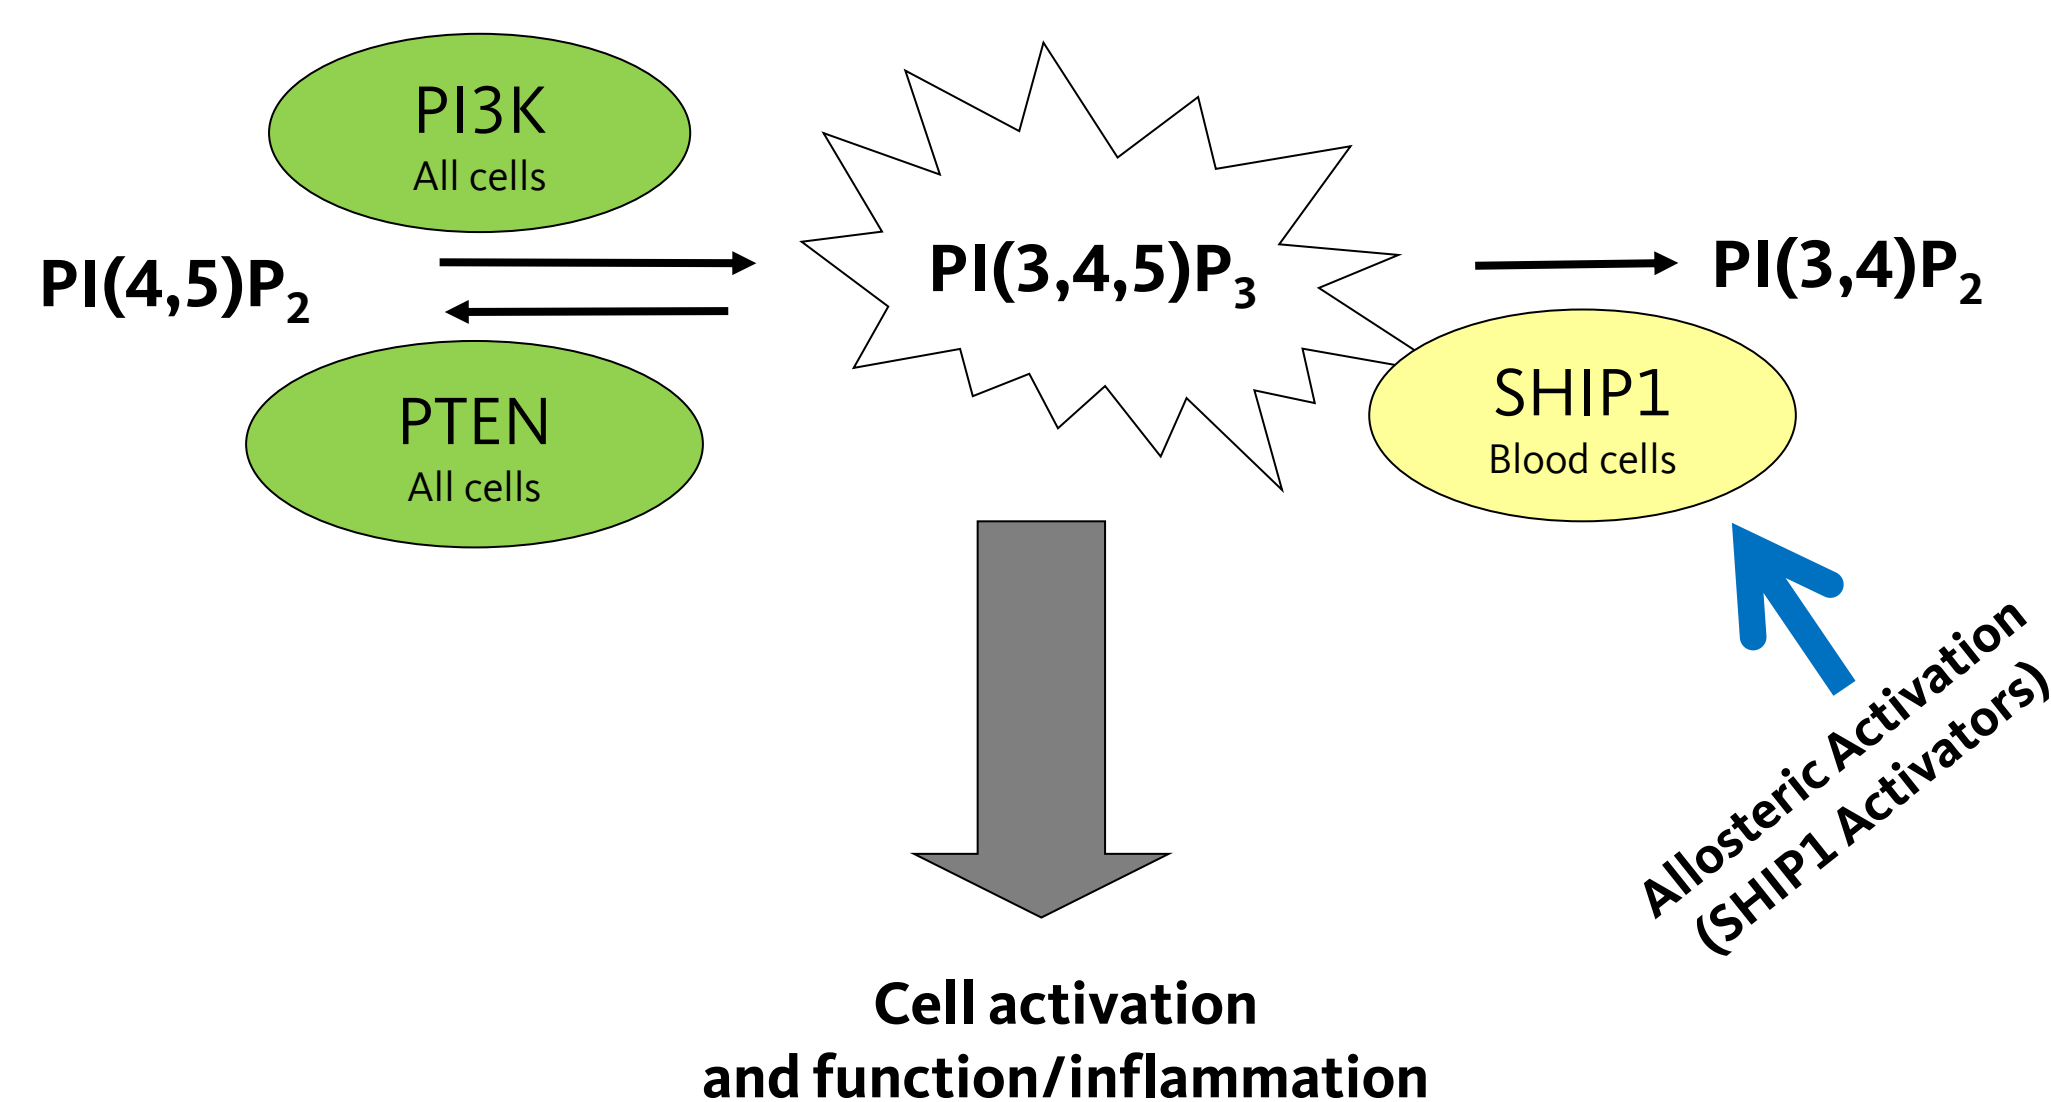 PI3K
All cells
PI(4,5)P₂
PI(3,4,5)P₃
PI(3,4)P₂
PTEN
All cells
SHIP1
Blood cells
Allosteric Activation
(SHIP1 Activators)
Cell activation
and function/inflammation